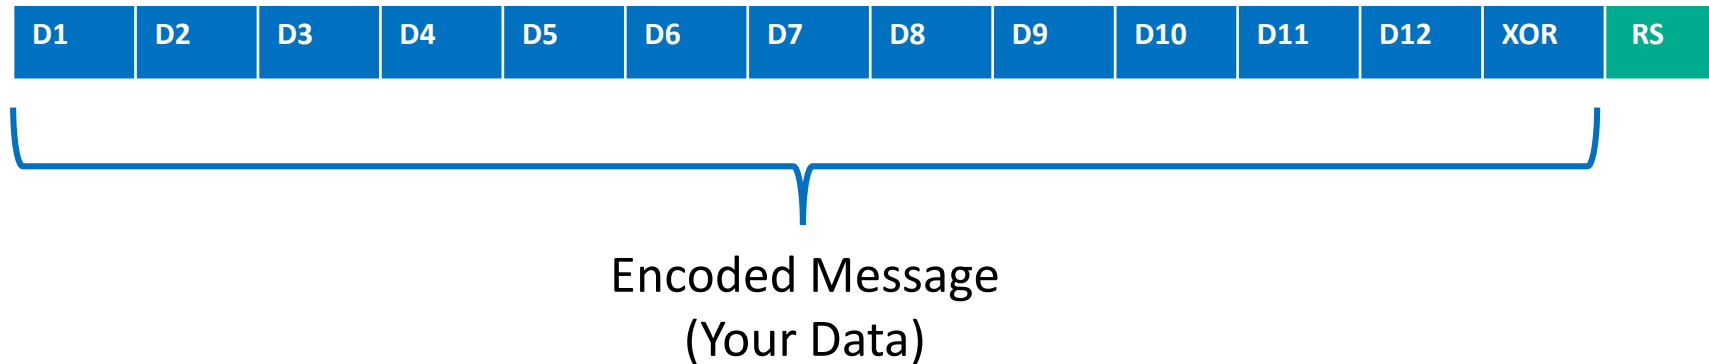 D1 D2 D3 D4 D5 D6 D7 D8 D9 D10 D11 D12 XOR RS
Encoded Message
(Your Data)